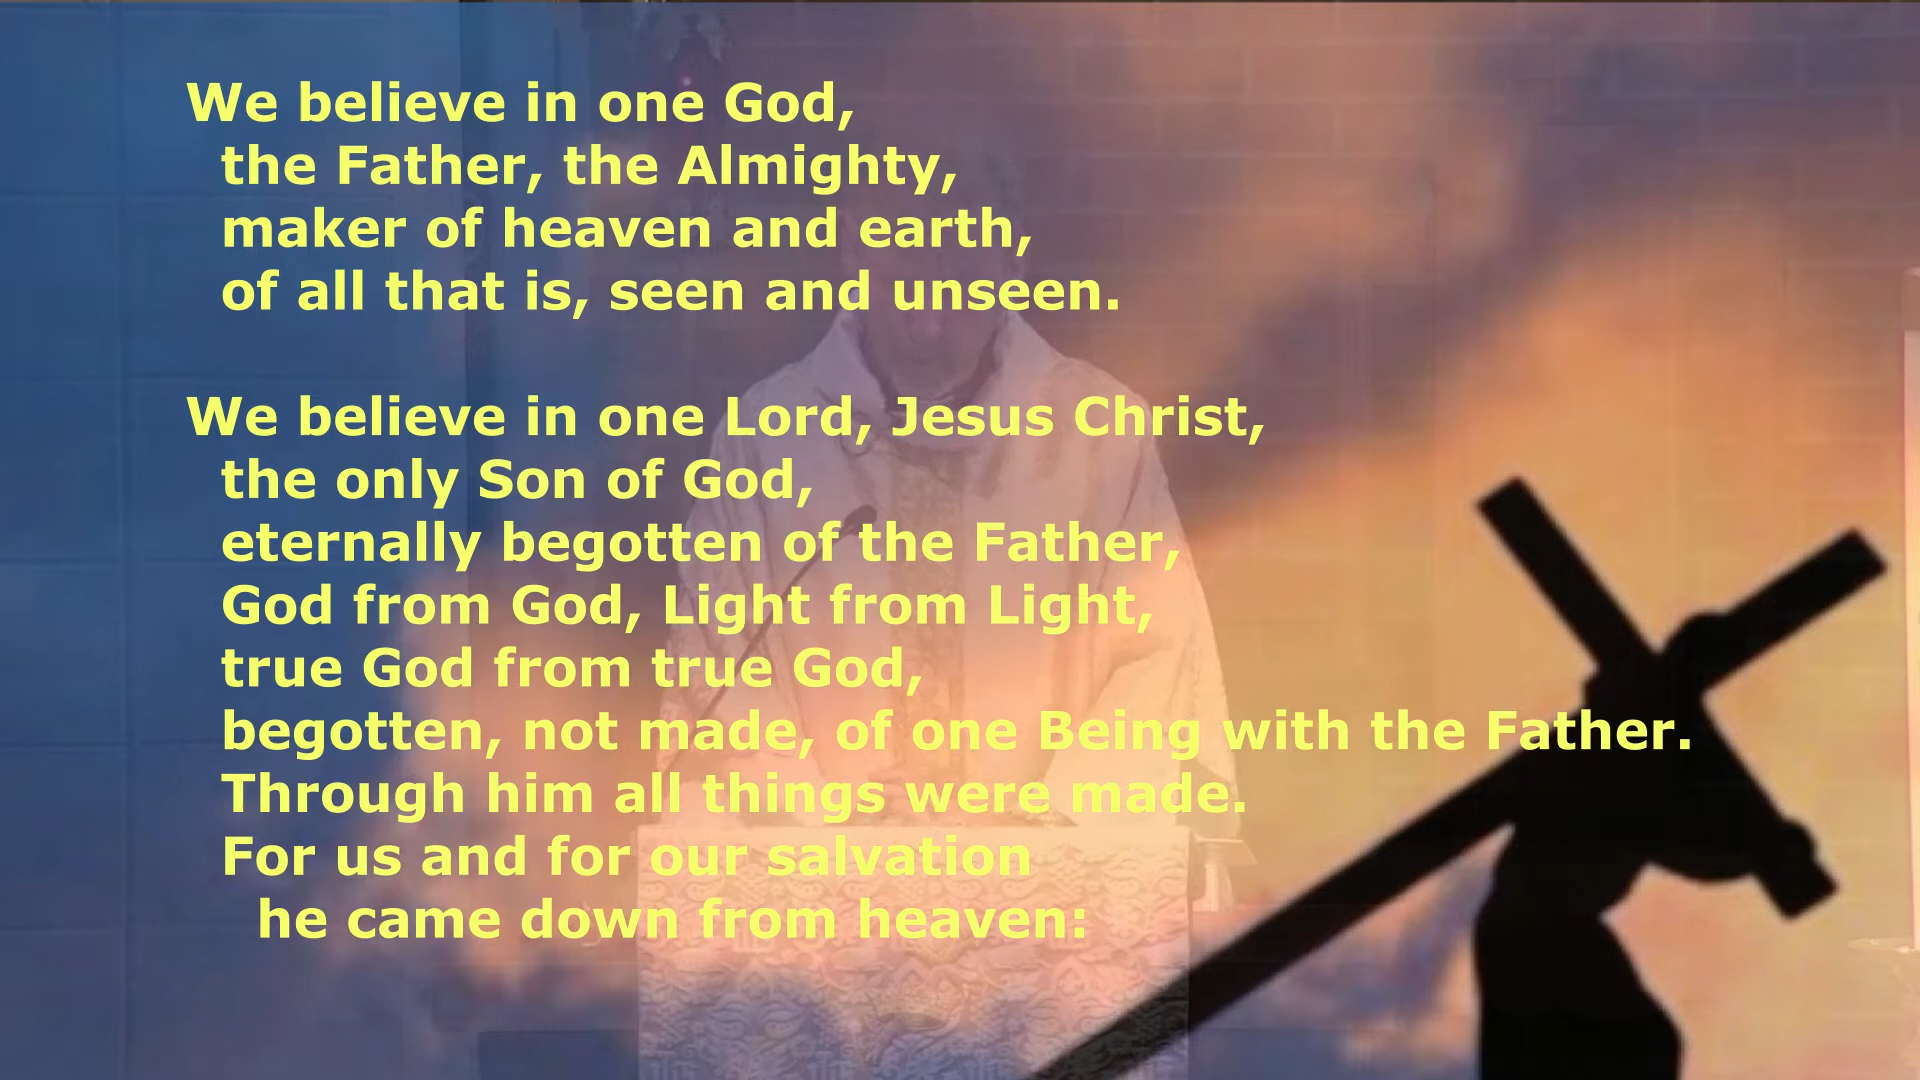 We believe in one God,
the Father, the Almighty,
maker of heaven and earth,
of all that is, seen and unseen.
We believe in one Lord, Jesus Christ,
the only Son of God,
eternally begotten of the Father,
God from God, Light from Light,
true God from true God,
begotten, not made, of one Being with the Father.
Through him all things were made.
For us and for our salvation
he came down from heaven: